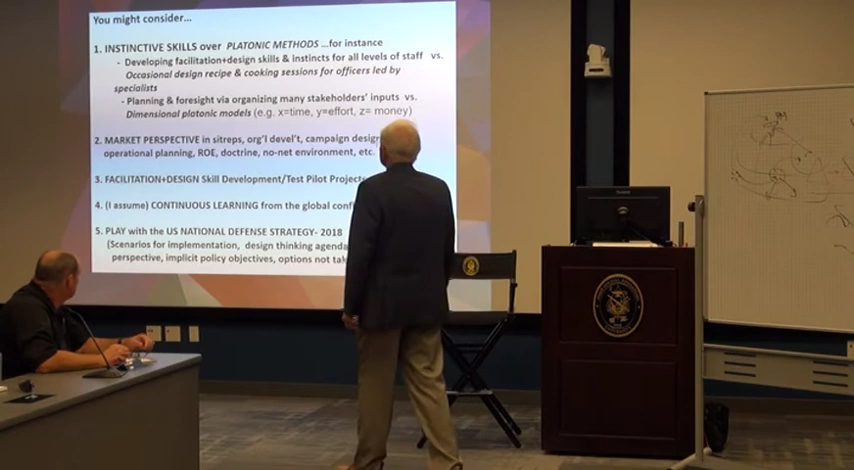 You might consider...
1. INSTINCTIVE SKILLS over PLATONIC METHODS ...for instance
- Developing facilitation+design skills & instincts for all levels of staff vs.
Occasional design recipe & cooking sessions for officers led by
specialists
- Planning & foresight via organizing many stakeholders' inputs vs.
Dimensional platonic models (e.g. x=time, y=effort, z= money)
2. MARKET PERSPECTIVE in sitreps, org'l devel't, campaign design
operational planning, ROE, doctrine, no-net environment, etc.
3. FACILITATION+DESIGN Skill Development/Test Pilot Projects
4. (I assume) CONTINUOUS LEARNING from the global
5. PLAY with the US NATIONAL DEFENSE STRATEGY- 2018
(Scenarios for implementation, design thinking
perspective, implicit policy objectives, options not